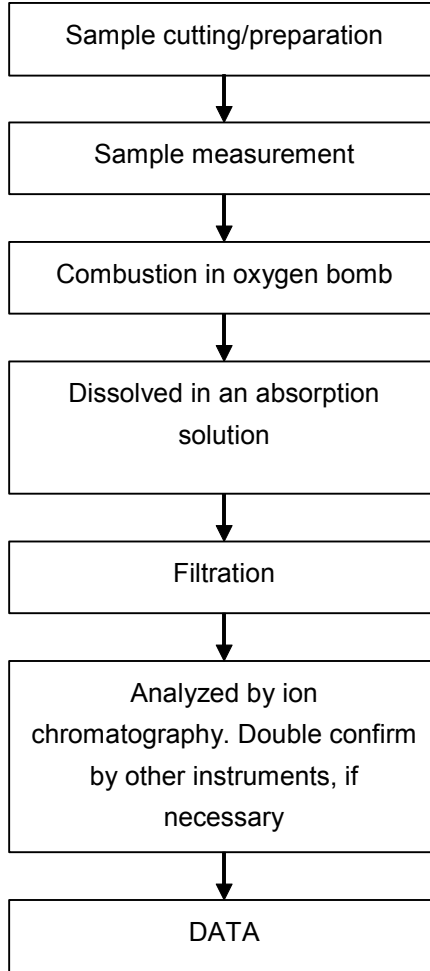 Sample cutting/preparation
Sample measurement
Combustion in oxygen bomb
Dissolved in an absorption
solution
Filtration
Analyzed by ion
chromatography. Double confirm
by other instruments, if
necessary
DATA